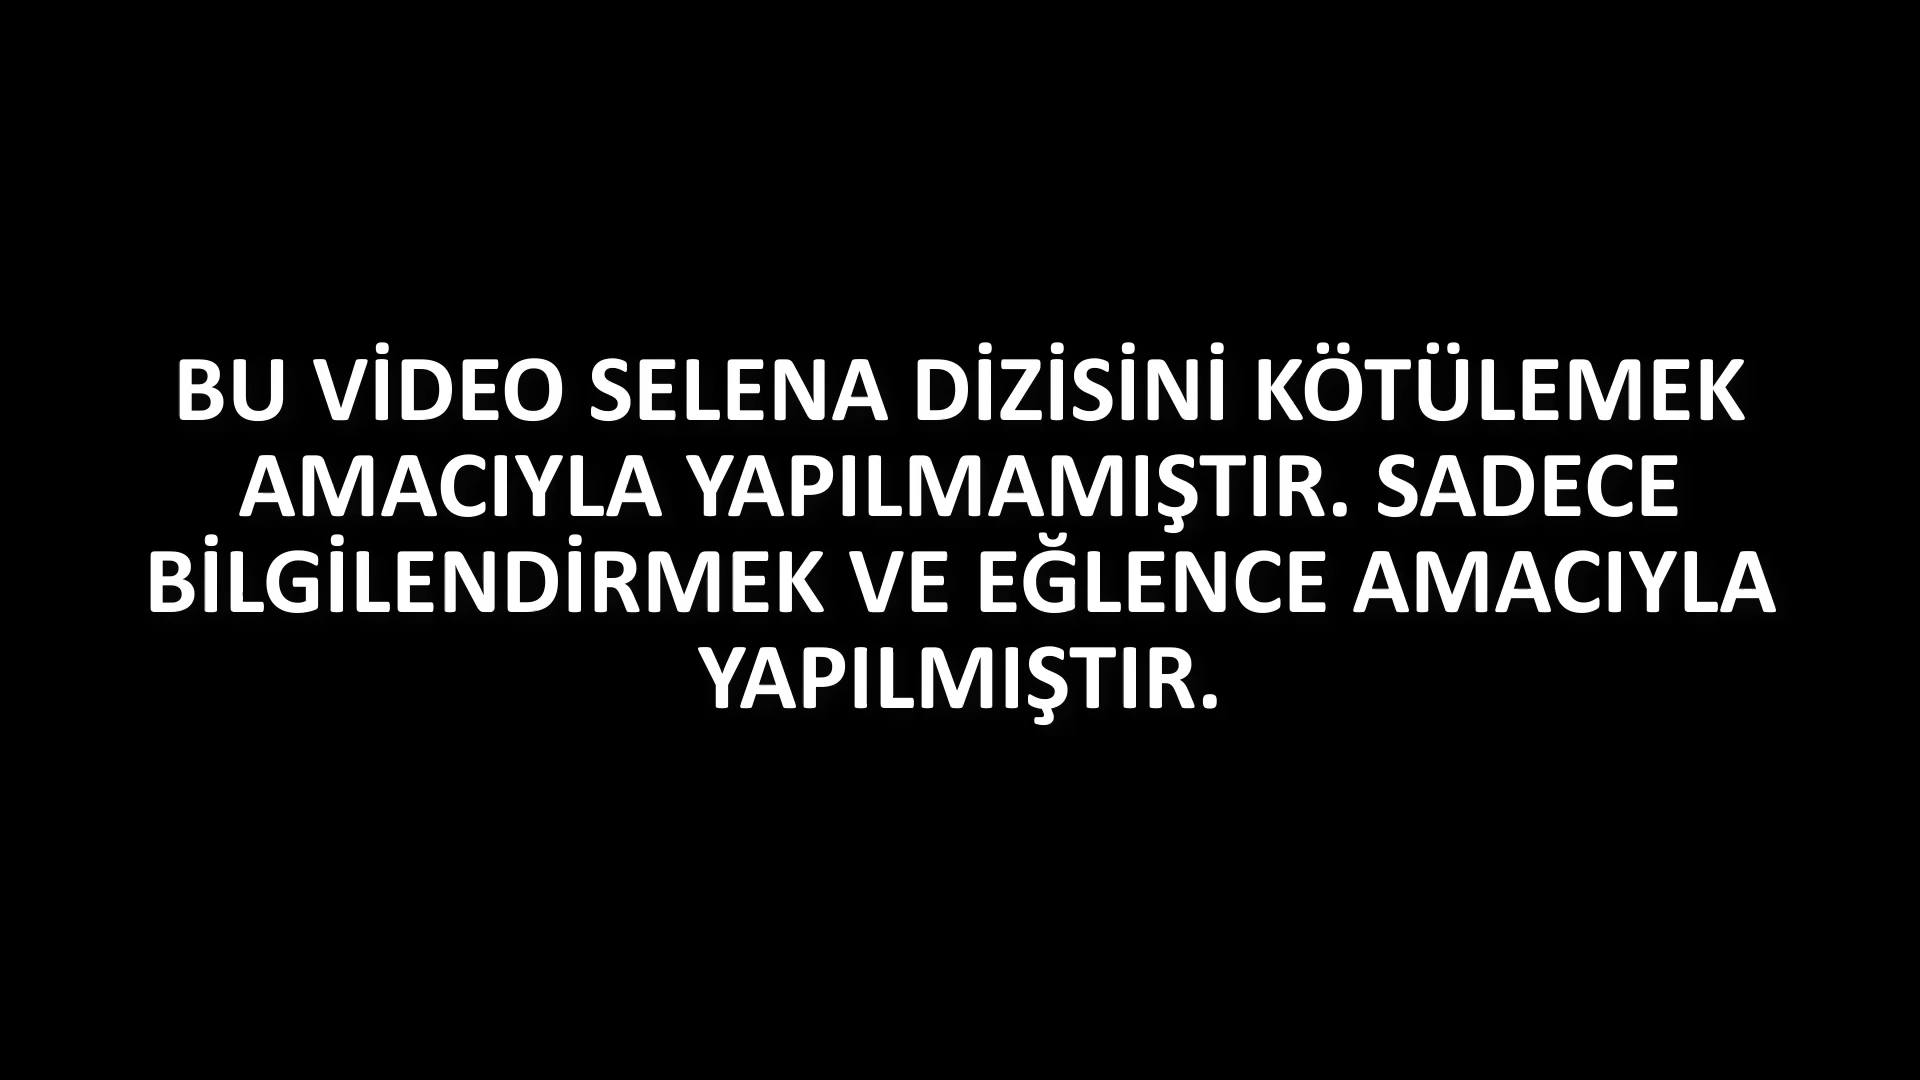 BU VİDEO SELENA DİZİSİNİ KÖTÜLEMEK
AMACIYLA YAPILMAMIŞTIR. SADECE
BİLGİLENDİRMEK VE EĞLENCE AMACIYLA
YAPILMIŞTIR.